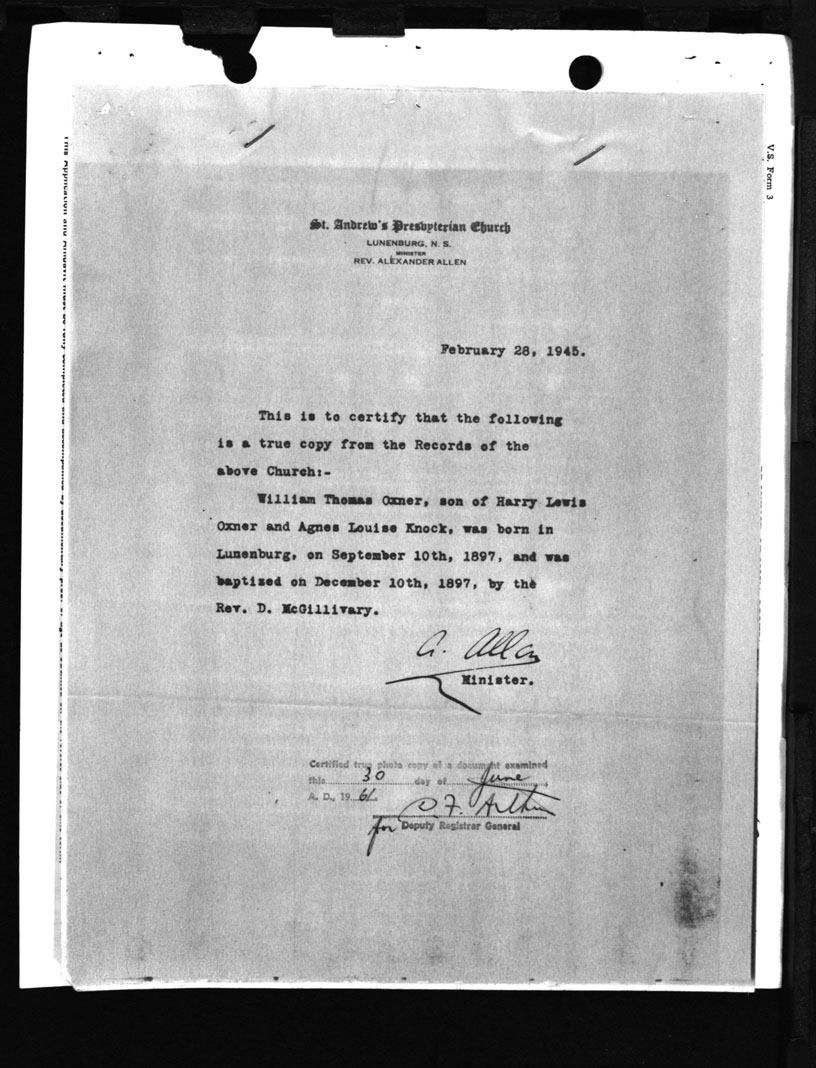 V.S. Form 3.
St. Andrew's Presbyterian Church
LUNENBURG, N. S.
MINISTER
REV. ALEXANDER ALLEN
February 28, 1945.
This is to certify that the following
is a true copy from the Records of the
above Church:-
William Thomas Oxner, son of Harry Lewis
Oxner and Agnes Louise Knock, was born in
Lunenburg, on September 10th, 1897, and was
baptized on December 10th, 1897, by the
Rev. D. McGillivary.
A. Allan
Minister.
Certified true photo copy of a document examined
this 30 day of June
A. D., 19 61.
for Deputy Registrar General